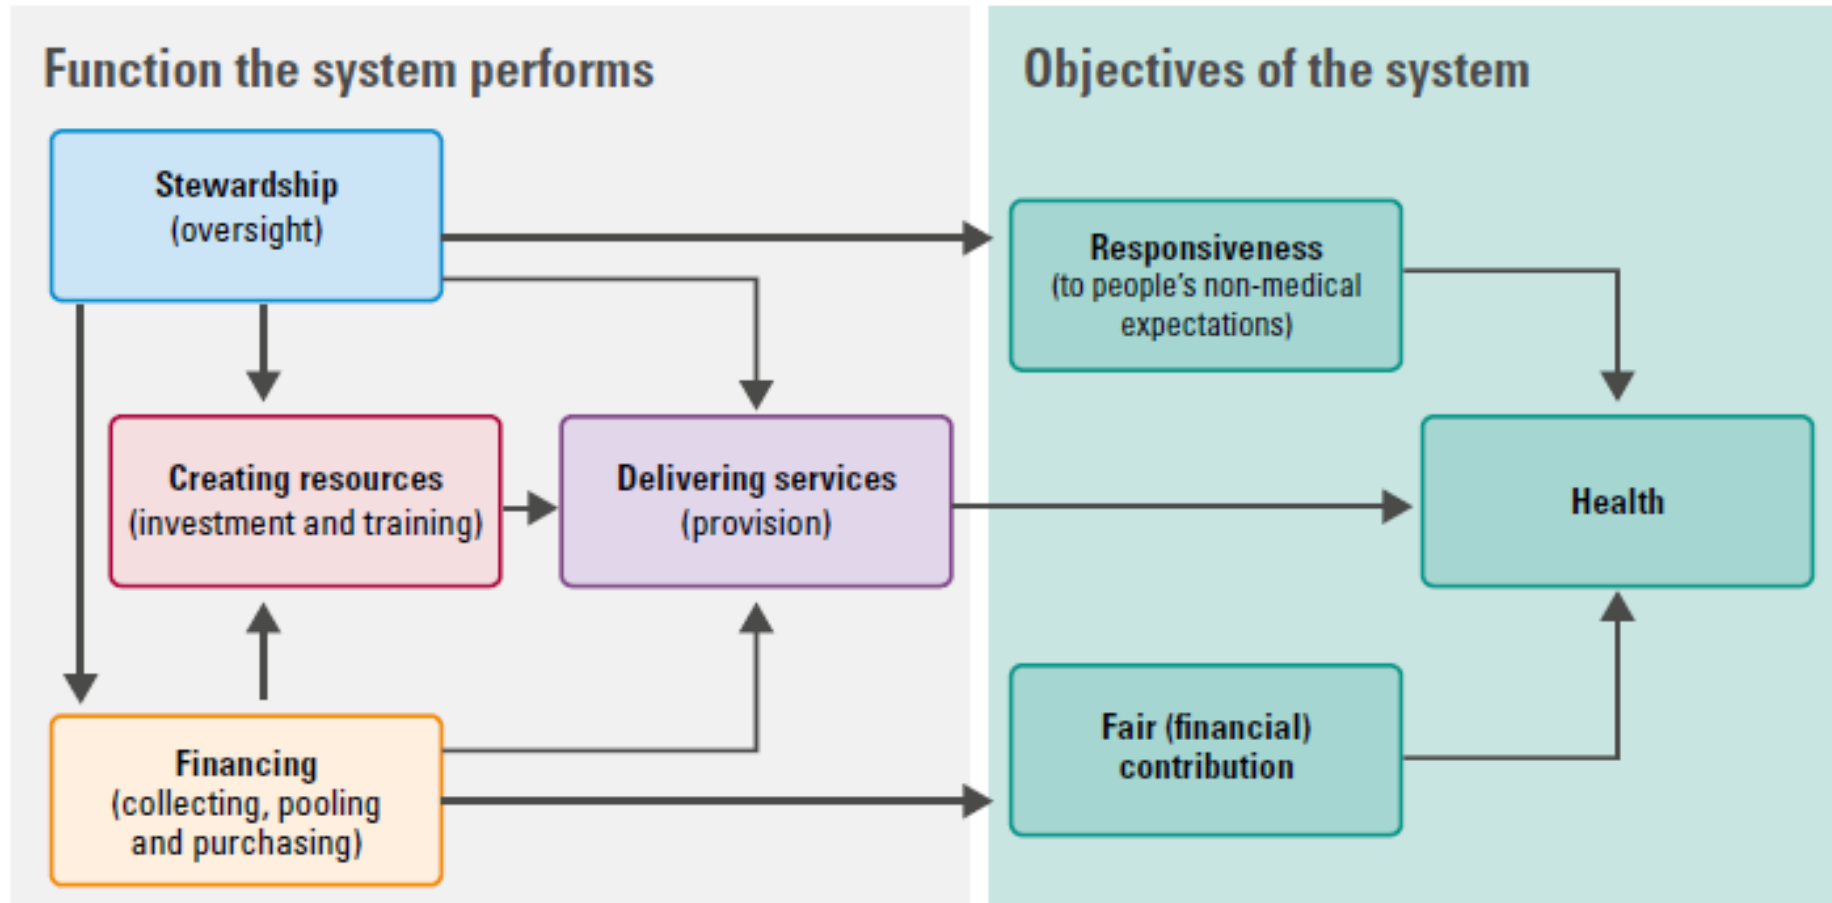 Function the system performs
Objectives of the system
Stewardship
(oversight)
Responsiveness
(to people's non-medical
expectations)
Creating resources
(investment and training)
Delivering services
(provision)
Health
Financing
(collecting, pooling
and purchasing)
Fair (financial)
contribution